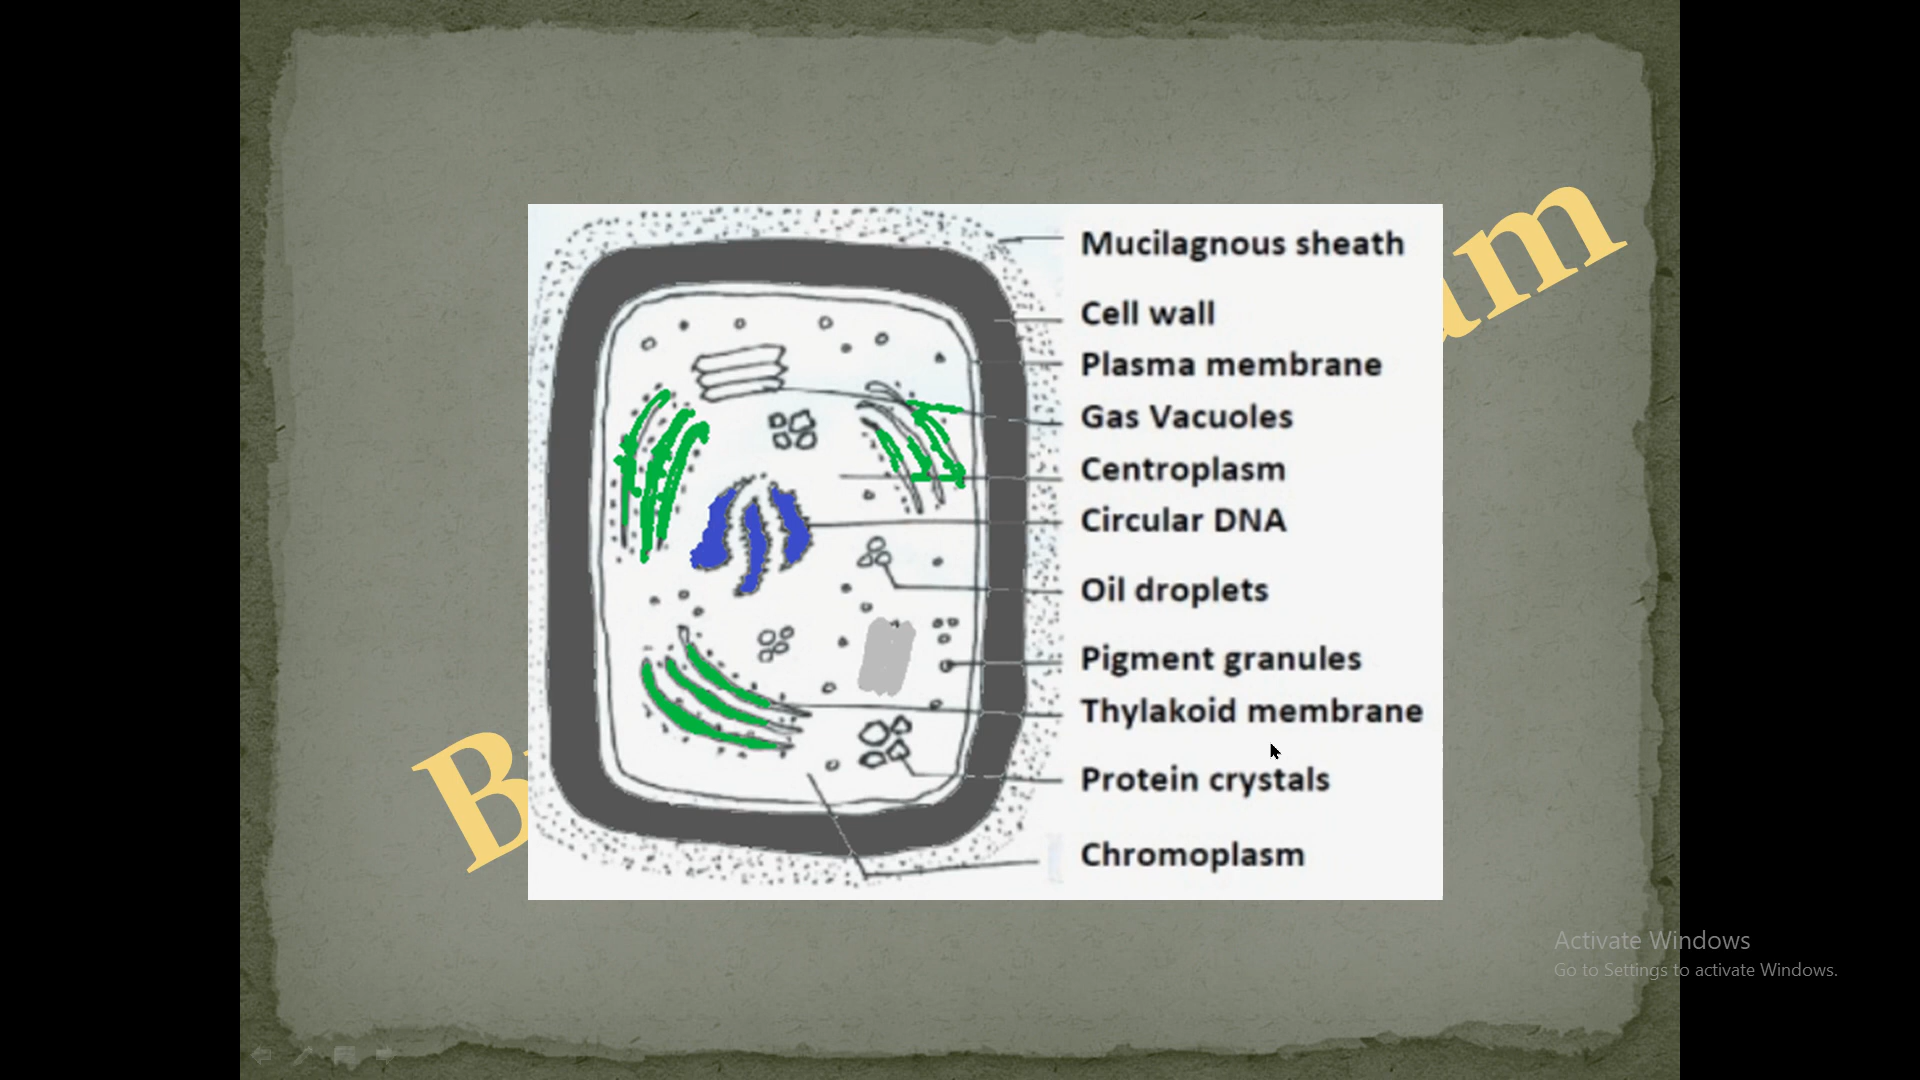 Mucilagnous sheath
Cell wall
Plasma membrane
Gas Vacuoles
Centroplasm
Circular DNA
Oil droplets
Pigment granules
Thylakoid membrane
Protein crystals
Chromoplasm
Activate Windows
Go to Settings to activate Windows.